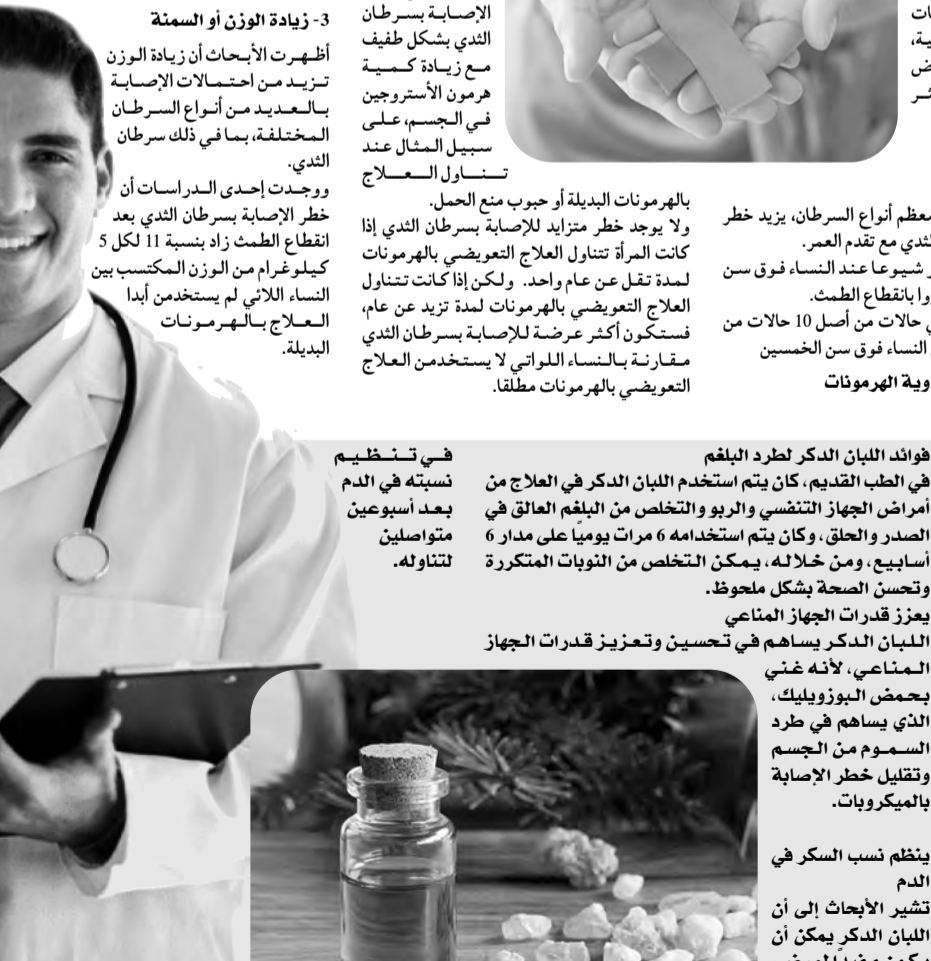 ات
ية،
ض
ثر
معظم أنواع السرطان، يزيد خطر
لثدي مع تقدم العمر.
ر شيوعا عند النساء فوق سن
روا بانقطاع الطمث.
ي حالات من أصل 10 حالات من
النساء فوق سن الخمسين
وية الهرمونات
الإصابة بسرطان
الثدي بشكل طفيف
مع زيادة كمية
هرمون الأستروجين
في الجسم، على
سبيل المثال عند
تناول العلاج
بالهرمونات البديلة أو حبوب منع الحمل.
ولا يوجد خطر متزايد للإصابة بسرطان الثدي إذا
كانت المرأة تتناول العلاج التعويضي بالهرمونات
لمدة تقل عن عام واحد. ولكن إذا كانت تتناول
العلاج التعويضي بالهرمونات لمدة تزيد عن عام،
فستكون أكثر عرضة للإصابة بسرطان الثدي
مقارنة بالنساء اللواتي لا يستخدمن العلاج
التعويضي بالهرمونات مطلقا.
3- زيادة الوزن أو السمنة
أظهرت الأبحاث أن زيادة الوزن
تزيد من احتمالات الإصابة
بالعديد من أنواع السرطان
المختلفة، بما في ذلك سرطان
الثدي.
ووجدت إحدى الدراسات أن
خطر الإصابة بسرطان الثدي بعد
انقطاع الطمث زاد بنسبة 11 لكل 5
كيلوغرام من الوزن المكتسب بين
النساء اللائي لم يستخدمن أبدا
العلاج بالهرمونات
البديلة.
فوائد اللبان الدكر لطرد البلغم
في الطب القديم، كان يتم استخدم اللبان الدكر في العلاج من
أمراض الجهاز التنفسي والربو والتخلص من البلغم العالق في
الصدر والحلق، وكان يتم استخدامه 6 مرات يومياً على مدار 6
أسابيع، ومن خلاله، يمكن التخلص من النوبات المتكررة
وتحسن الصحة بشكل ملحوظ.
يعزز قدرات الجهاز المناعي
اللبان الدكر يساهم في تحسين وتعزيز قدرات الجهاز
المناعي، لأنه غني
بحمض البوزويليك،
الذي يساهم في طرد
السموم من الجسم
وتقليل خطر الإصابة
بالميكروبات.
ينظم نسب السكر في
الدم
تشير الأبحاث إلى أن
اللبان الدكر يمكن أن
في تنظيم
نسبته في الدم
بعد أسبوعين
متواصلين
لتناوله.